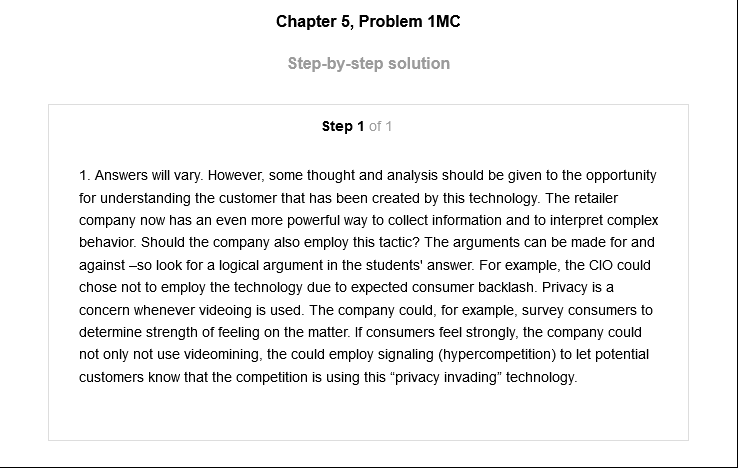 Chapter 5, Problem 1MC
Step-by-step solution
Step 1 of 1
1. Answers will vary. However, some thought and analysis should be given to the opportunity
for understanding the customer that has been created by this technology. The retailer
company now has an even more powerful way to collect information and to interpret complex
behavior. Should the company also employ this tactic? The arguments can be made for and
against –so look for a logical argument in the students' answer. For example, the CIO could
chose not to employ the technology due to expected consumer backlash. Privacy is a
concern whenever videoing is used. The company could, for example, survey consumers to
determine strength of feeling on the matter. If consumers feel strongly, the company could
not only not use videomining, the could employ signaling (hypercompetition) to let potential
customers know that the competition is using this “privacy invading” technology.